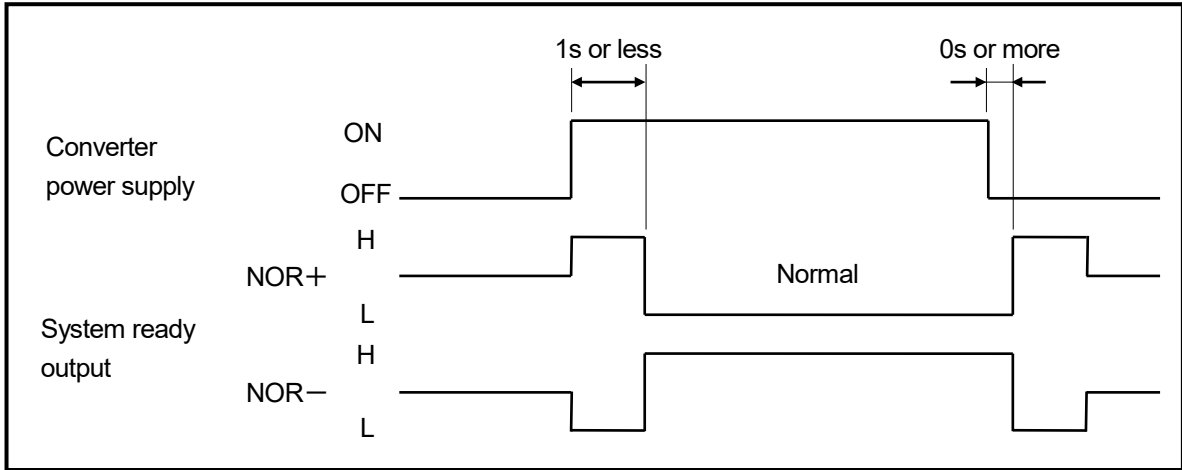 1s or less
0s or more
Converter
power supply
ON
OFF
H
NOR+
Normal
L
System ready
output
H
NOR−
L